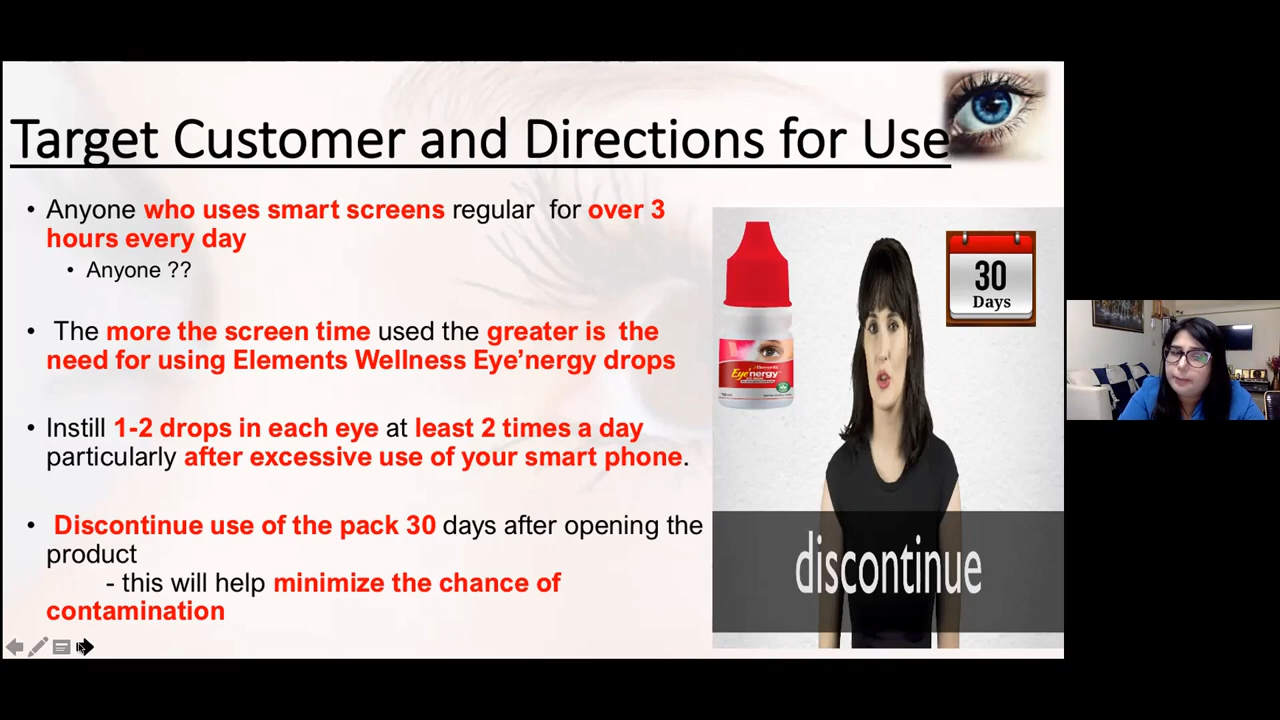 Target Customer and Directions for Use
• Anyone who uses smart screens regular for over 3
hours every day
• Anyone ??
• The more the screen time used the greater is the
need for using Elements Wellness Eye’nergy drops
• Instill 1-2 drops in each eye at least 2 times a day
particularly after excessive use of your smart phone.
• Discontinue use of the pack 30 days after opening the
product
- this will help minimize the chance of
contamination
30
Days
Eye'nergy
discontinue